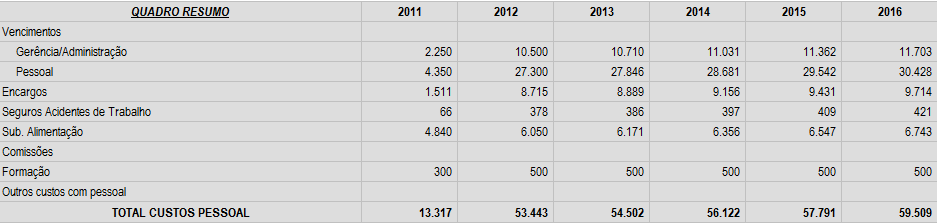 QUADRO RESUMO 2011 2012 2013 2014 2015 2016
Vencimentos
Gerência/Administração 2.250 10.500 10.710 11.031 11.362 11.703
Pessoal 4.350 27.300 27.846 28.681 29.542 30.428
Encargos 1.511 8.715 8.889 9.156 9.431 9.714
Seguros Acidentes de Trabalho 66 378 386 397 409 421
Sub. Alimentação 4.840 6.050 6.171 6.356 6.547 6.743
Comissões
Formação 300 500 500 500 500 500
Outros custos com pessoal
TOTAL CUSTOS PESSOAL 13.317 53.443 54.502 56.122 57.791 59.509